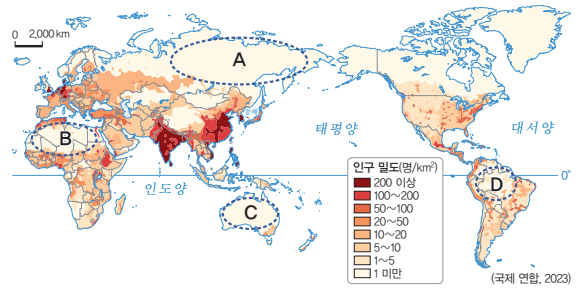 0 2,000 km
A
B
태평양
대서양
인구 밀도(명/km²)
200 이상
100~200
50~100
20~50
10~20
5~10
1~5
1 미만
인도양
0°
C
D
(국제 연합, 2023)